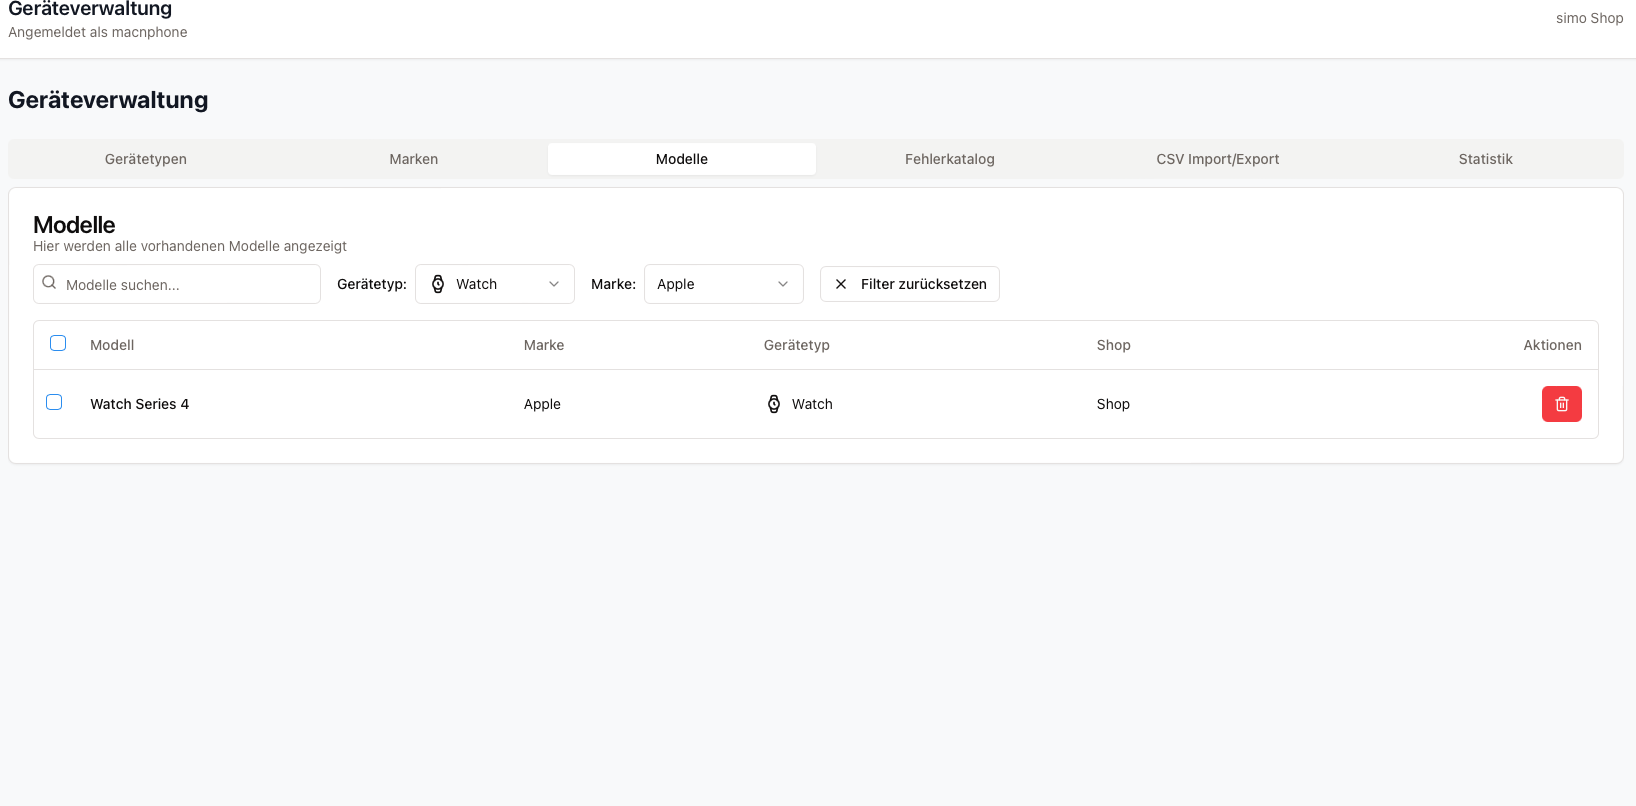 Geräteverwaltung
Angemeldet als macnphone
simo Shop
Geräteverwaltung
Gerätetypen Marken Modelle Fehlerkatalog CSV Import/Export Statistik
Modelle
Hier werden alle vorhandenen Modelle angezeigt
Modelle suchen... Gerätetyp: Watch Marke: Apple Filter zurücksetzen
Modell Marke Gerätetyp Shop Aktionen
Watch Series 4 Apple Watch Shop